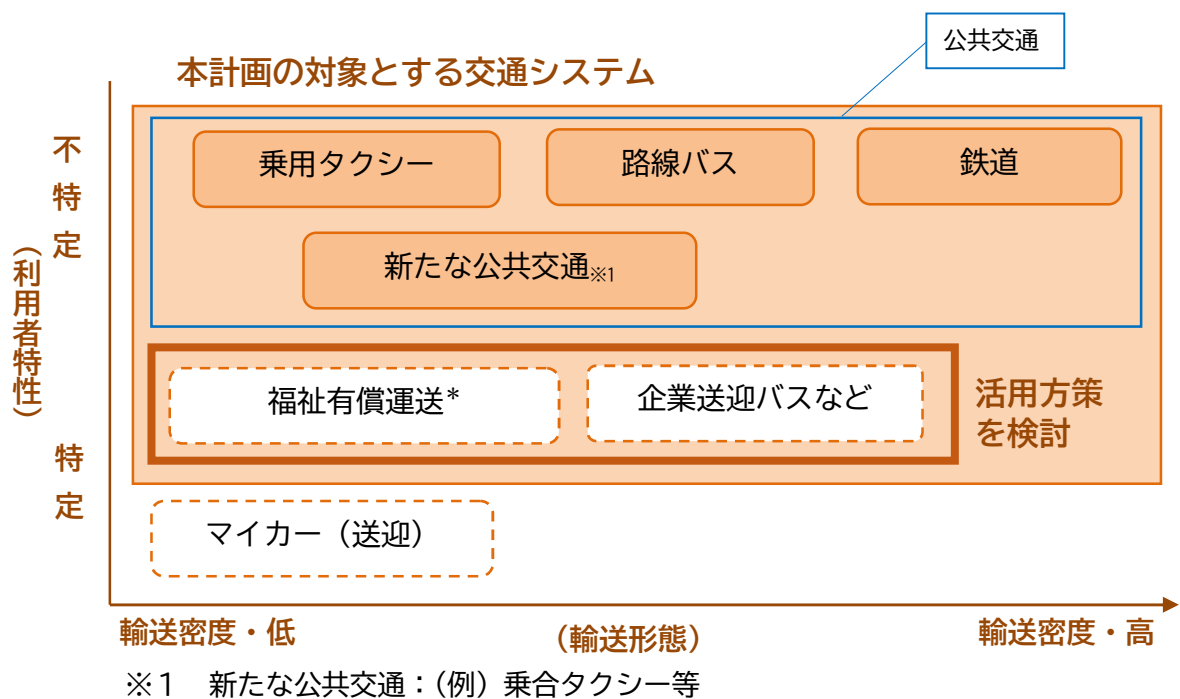 公共交通
本計画の対象とする交通システム
不特定
乗用タクシー
路線バス
鉄道
新たな公共交通※1
（利用者特性）
福祉有償運送*
企業送迎バスなど
活用方策
を検討
特定
マイカー（送迎）
輸送密度・低
（輸送形態）
輸送密度・高
※１　新たな公共交通：（例）乗合タクシー等